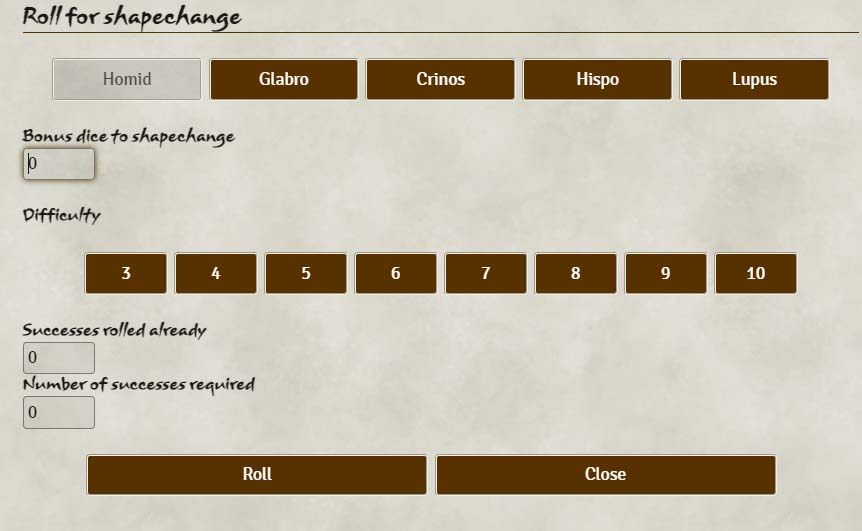 Roll for shapechange
Homid Glabro Crinos Hispo Lupus
Bonus dice to shapechange
0
Difficulty
3 4 5 6 7 8 9 10
Successes rolled already
0
Number of successes required
0
Roll Close